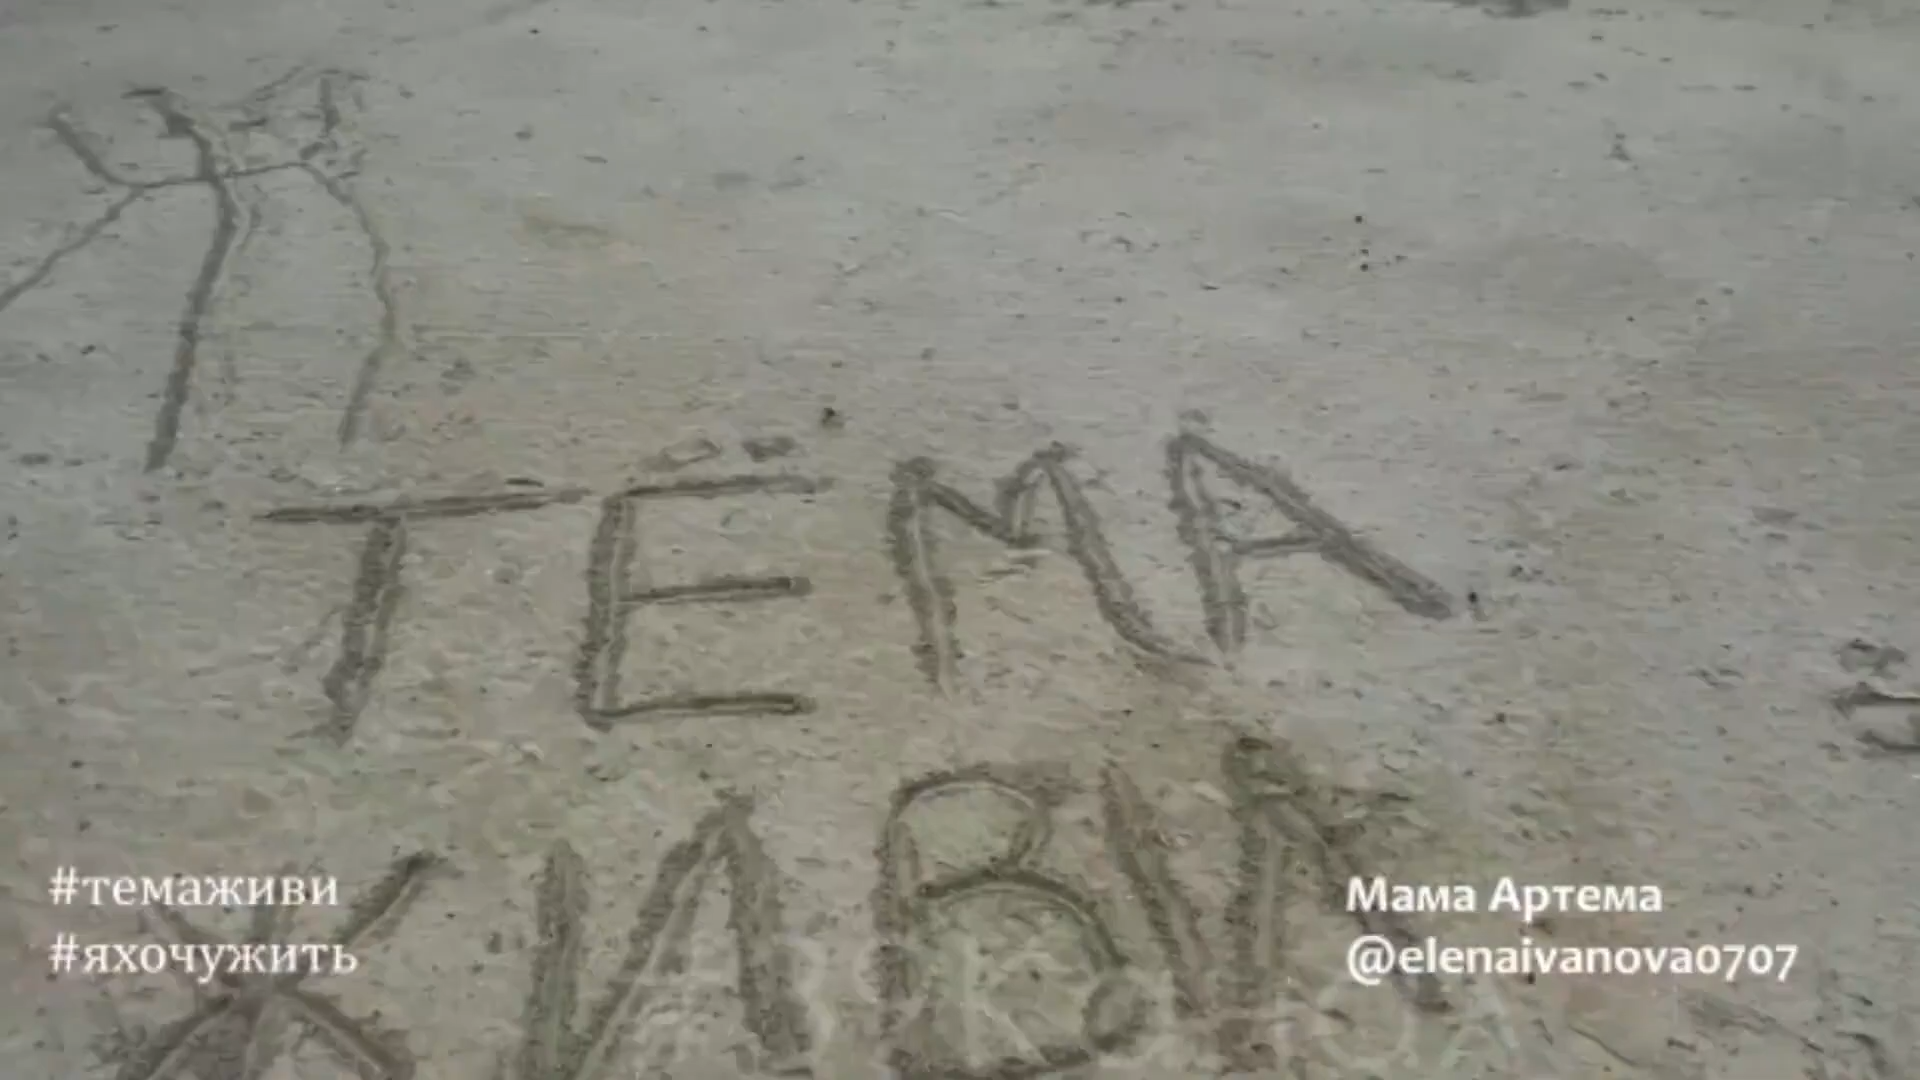 ТЁМА
ЖИВИ
#темаживи
#яхочужить
Мама Артема
@elenaivanova0707